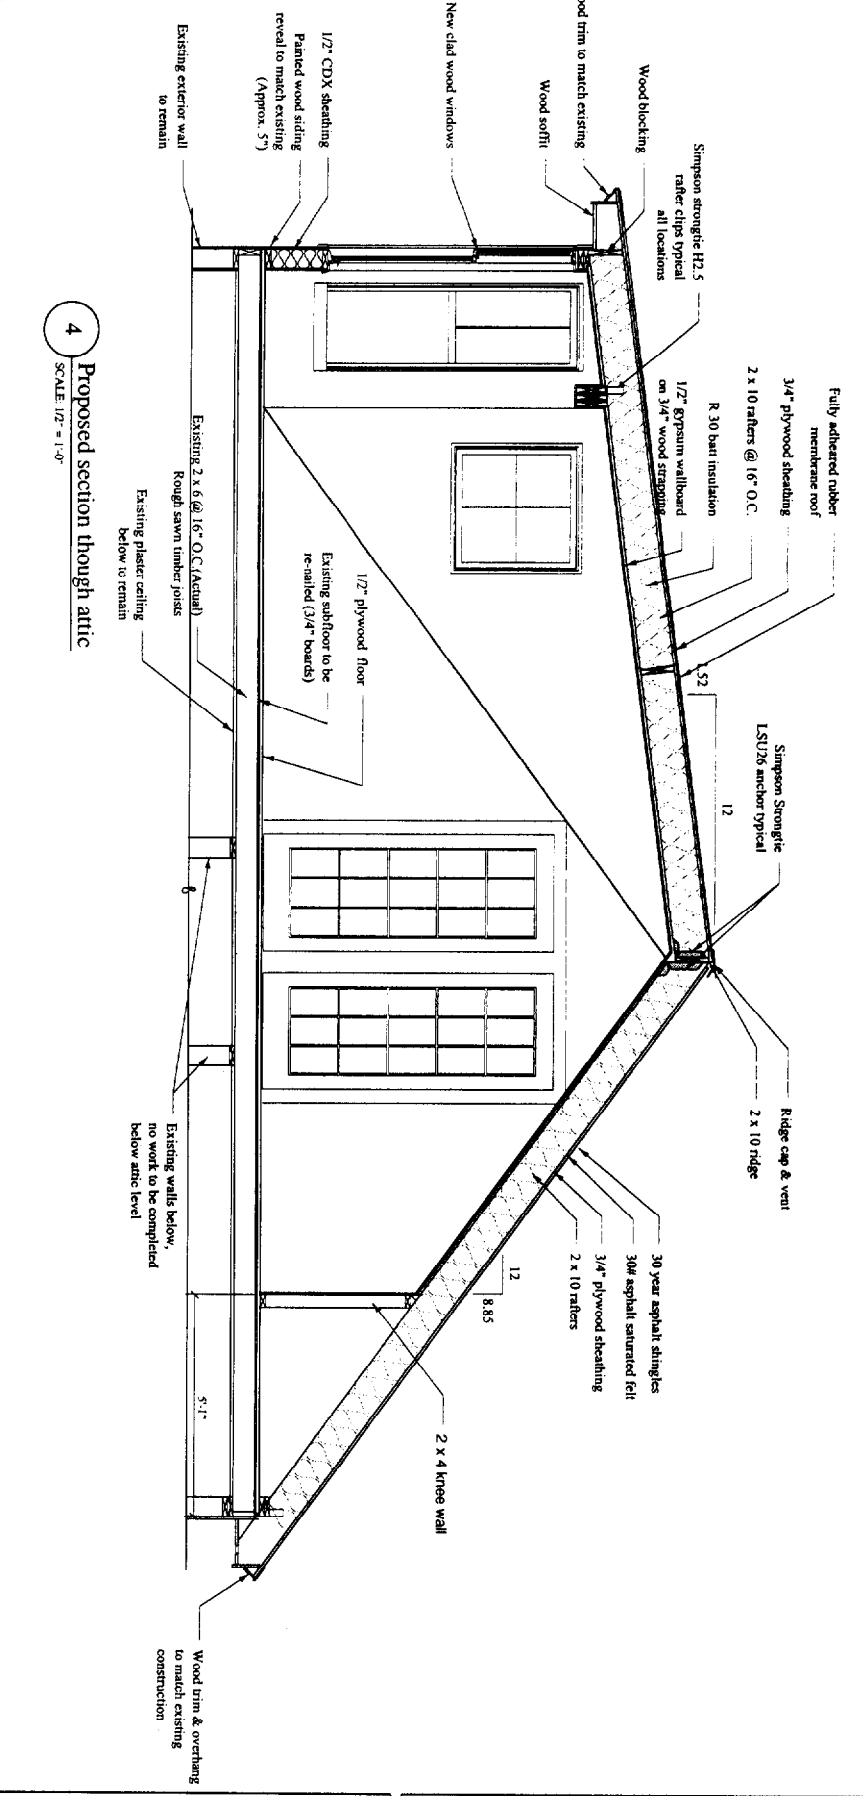 Fully adheared rubber
membrane roof
3/4" plywood sheathing
2 x 10 rafters @ 16" O.C.
R 30 batt insulation
1/2" gypsum wallboard
on 3/4" wood strapping
Simpson strongtie H2.5
rafter clips typical
all locations
Wood blocking
ood trim to match existing
Wood soffit
New clad wood windows
1/2" CDX sheathing
Painted wood siding
reveal to match existing
(Approx. 5")
Existing exterior wall
to remain
Simpson Strongtie
LSU26 anchor typical
12
Ridge cap & vent
2 x 10 ridge
30 year asphalt shingles
30# asphalt saturated felt
3/4" plywood sheathing
2 x 10 rafters
12
8.85
2 x 4 knee wall
1/2" plywood floor
Existing subfloor to be
re-nailed (3/4" boards)
Existing 2 x 6 @ 16" O.C.(Actual)
Rough sawn timber joists
Existing plaster ceiling
below to remain
Existing walls below,
no work to be completed
below attic level
5'-1"
Wood trim & overhang
to match existing
construction
4
Proposed section though attic
SCALE: 1/2" = 1'-0"